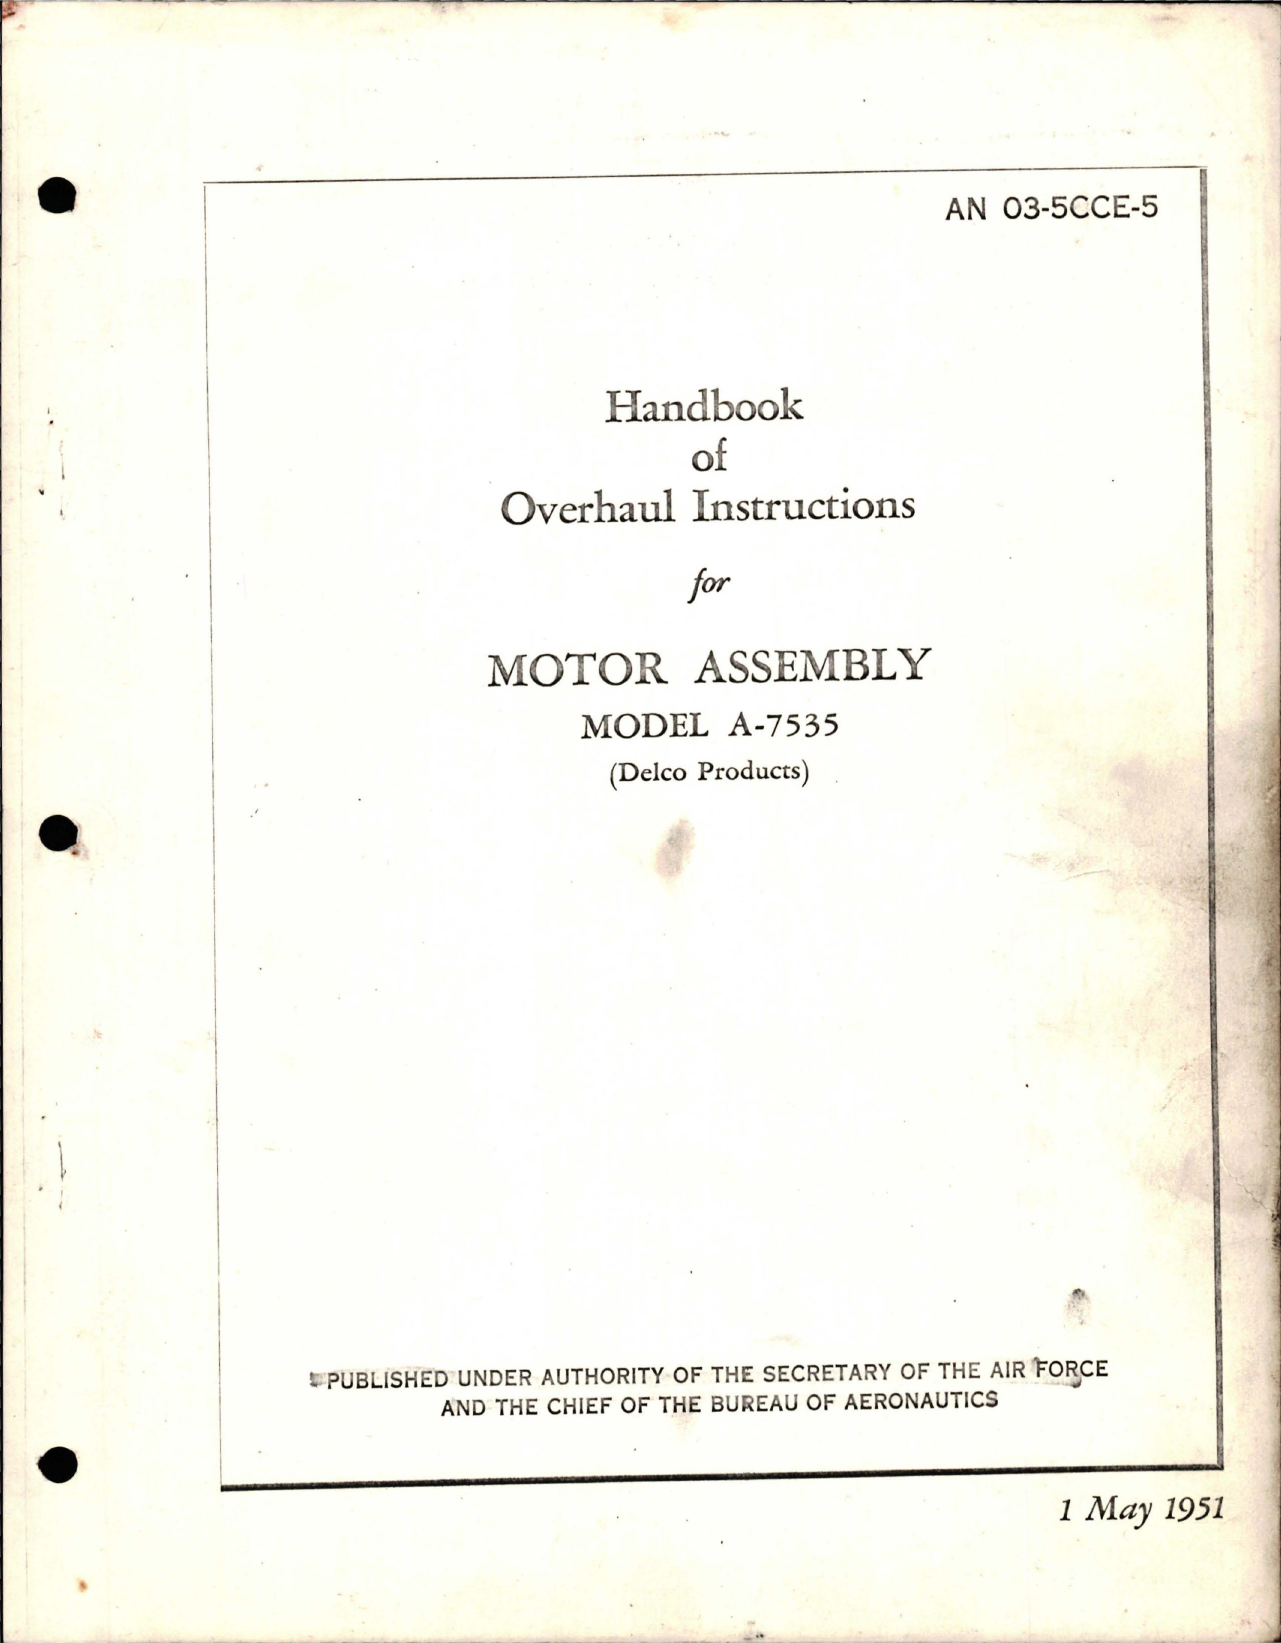 AN 03-5CCE-5
Handbook
of
Overhaul Instructions
for
MOTOR ASSEMBLY
MODEL A-7535
(Delco Products)
PUBLISHED UNDER AUTHORITY OF THE SECRETARY OF THE AIR FORCE
AND THE CHIEF OF THE BUREAU OF AERONAUTICS
1 May 1951